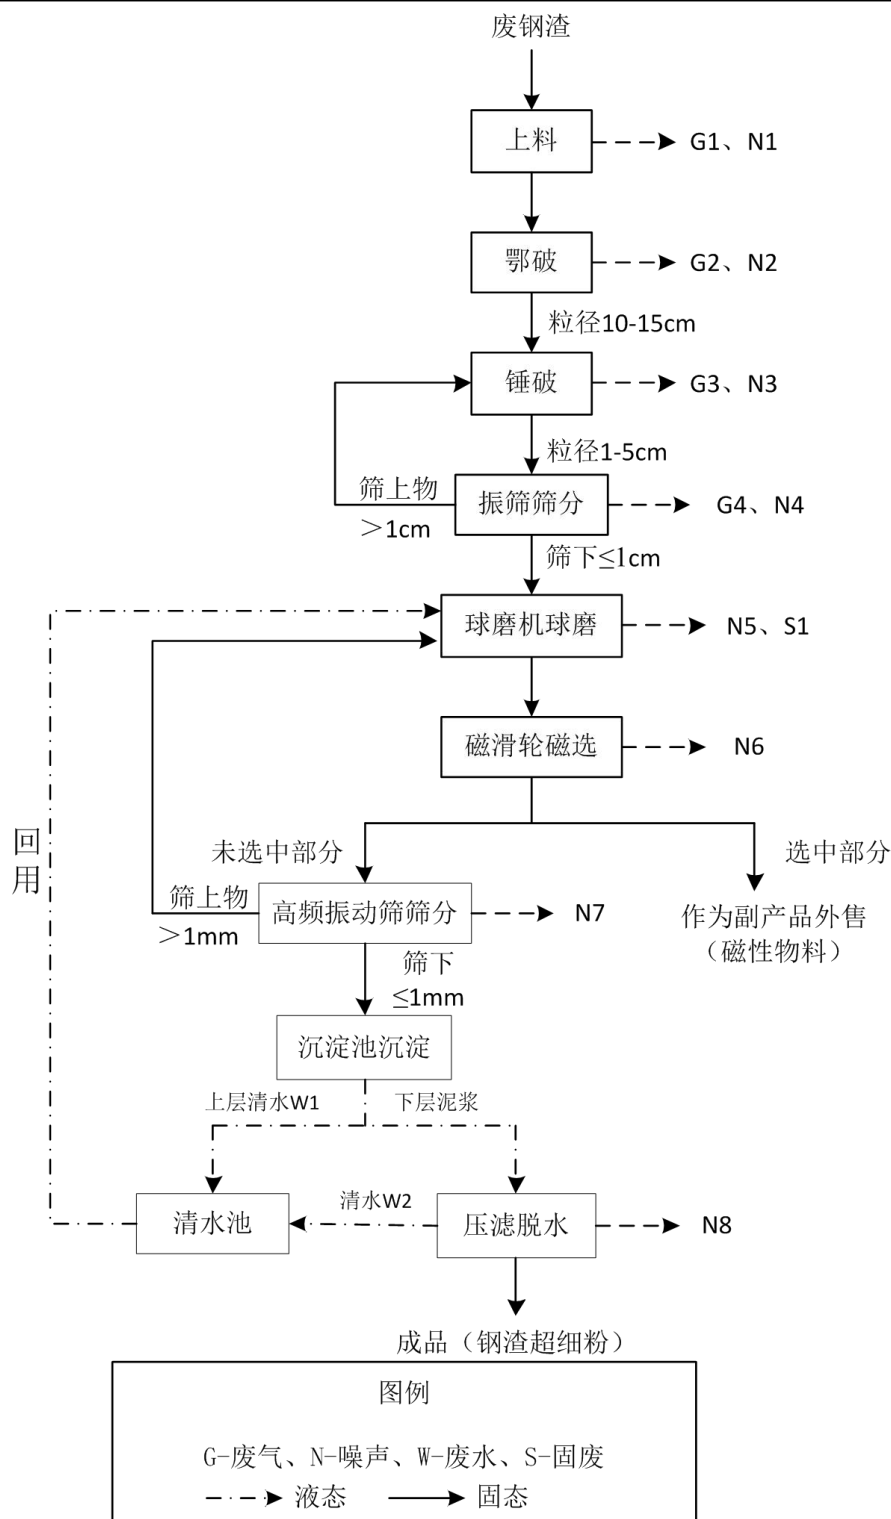 废钢渣
上料
G1、N1
鄂破
G2、N2
粒径10-15cm
锤破
G3、N3
粒径1-5cm
筛上物
＞1cm
振筛筛分
G4、N4
筛下≤1cm
球磨机球磨
N5、S1
磁滑轮磁选
N6
回用
未选中部分
选中部分
筛上物
＞1mm
高频振动筛筛分
N7
作为副产品外售
（磁性物料）
筛下
≤1mm
沉淀池沉淀
上层清水W1
下层泥浆
清水池
清水W2
压滤脱水
N8
成品（钢渣超细粉）
图例
G-废气、N-噪声、W-废水、S-固废
液态
固态